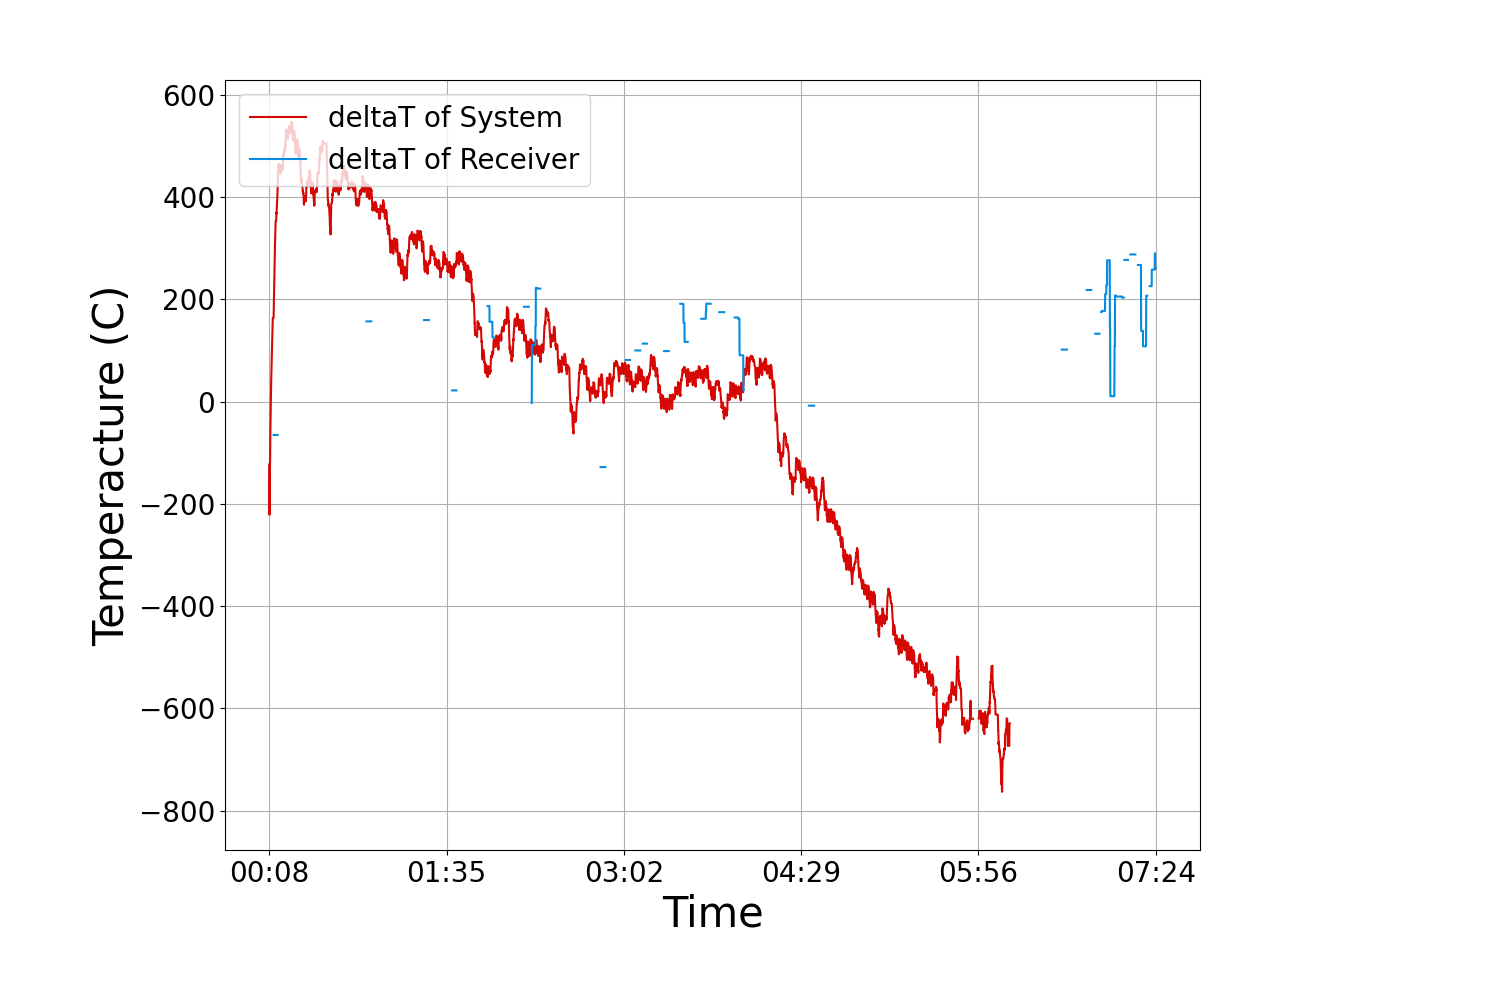 600
400
200
0
−200
−400
−600
−800
Temperacture (C)
deltaT of System
deltaT of Receiver
00:08 01:35 03:02 04:29 05:56 07:24
Time